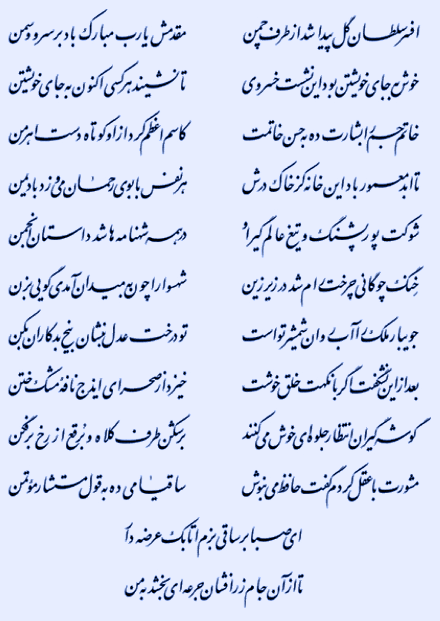 افسر سلطان گل پیدا شد از طرف چمن مقدمش یارب مبارک باد بر سرو و سمن
خوش به جای خویشتن بود این نشست خسروی تا نشیند هر کسی اکنون به جای خویشتن
خاتم جم را بشارت ده به حسن خاتمت کاسم اعظم کرد از او کوتاه دست اهرمن
تا ابد معمور باد این خانه کز خاک درش هر نفس با بوی رحمان می‌وزد باد یمن
شوکت پور پشنگ و تیغ عالمگیر او در همه شهنامه‌ها شد داستان انجمن
خنگ چوگانی چرخت رام شد در زیر زین شهسوارا چون به میدان آمدی گویی بزن
جویبار ملک را آب روان شمشیر تو است تو درخت عدل بنشان بیخ بدکاران بکن
بعد از این نشکفت اگر با نکهت خلق خوشت خیزد از صحرای ایذج نافهٔ مشک ختن
گوشه‌گیران انتظار جلوه‌ای خوش می‌کنند برشکن طرف کلاه و برقع از رخ برفکن
مشورت با عقل کردم گفت حافظ می بنوش ساقیا می ده به قول مستشار مؤتمن
ای صبا بر ساقی بزم اتابک عرضه دار
تا از آن جام زرافشان جرعه‌ای بخشد به من